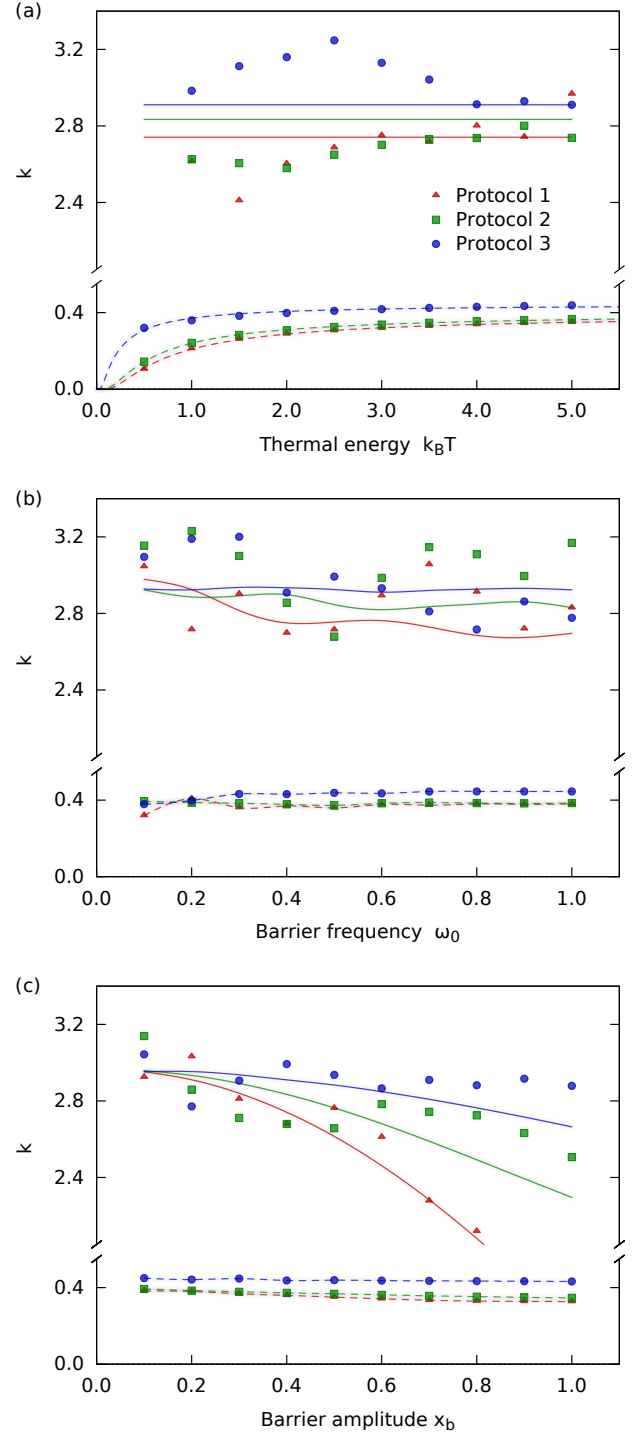 (a)
3.2
2.8
k
2.4
Protocol 1
Protocol 2
Protocol 3
0.4
0.0
0.0 1.0 2.0 3.0 4.0 5.0
Thermal energy k_BT
(b)
3.2
2.8
k
2.4
0.4
0.0
0.0 0.2 0.4 0.6 0.8 1.0
Barrier frequency ω_0
(c)
3.2
2.8
k
2.4
0.4
0.0
0.0 0.2 0.4 0.6 0.8 1.0
Barrier amplitude x_b